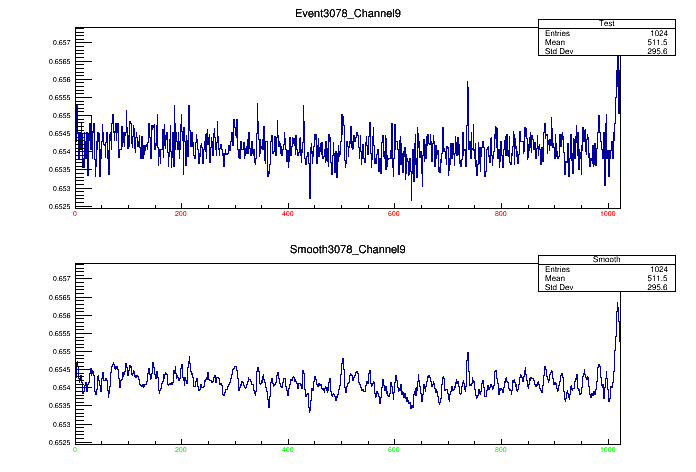 Event3078_Channel9
Test
Entries 1024
Mean 511.5
Std Dev 295.6
0.657
0.6565
0.656
0.6555
0.655
0.6545
0.654
0.6535
0.653
0.6525
0 200 400 600 800 1000
Smooth3078_Channel9
Smooth
Entries 1024
Mean 511.5
Std Dev 295.6
0.657
0.6565
0.656
0.6555
0.655
0.6545
0.654
0.6535
0.653
0.6525
0 200 400 600 800 1000